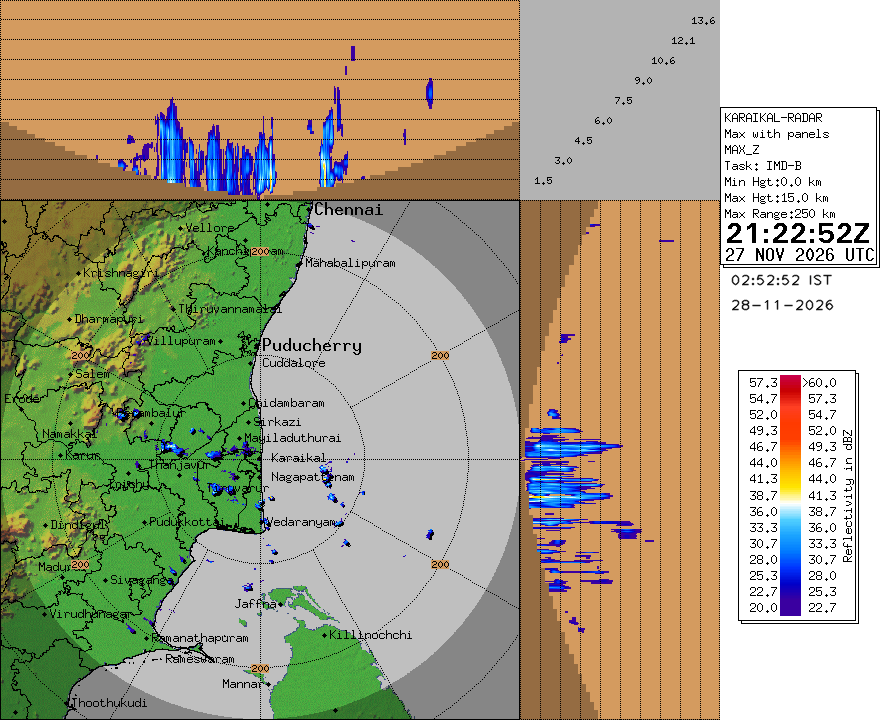 13.6
12.1
10.6
9.0
7.5
6.0
4.5
3.0
1.5
KARAIKAL-RADAR
Max with panels
MAX_Z
Task: IMD-B
Min Hgt:0.0 km
Max Hgt:15.0 km
Max Range:250 km
21:22:52Z
27 NOV 2026 UTC
02:52:52 IST
28-11-2026
Chennai
Vellore
200
Mahabalipuram
Krishnagiri
Thiruvannamalai
Dharmapuri
Villupuram
Puducherry
200
200
Cuddalore
Salem
Erode
Chidambaram
Perambalur
Sirkazi
Namakkal
Mayiladuthurai
Karur
Karaikal
Thanjavur
Nagapattinam
Pudukkottai
Vedaranyam
Dindigul
200
200
Sivaganga
Jaffna
Virudhunagar
Ramanathapuram
Killinochchi
Rameswaram
200
Mannar
Thoothukudi
57.3 >60.0
54.7 57.3
52.0 54.7
49.3 52.0
46.7 49.3
44.0 46.7
41.3 44.0
38.7 41.3
36.0 38.7
33.3 36.0
30.7 33.3
28.0 30.7
25.3 28.0
22.7 25.3
20.0 22.7
Reflectivity in dBZ